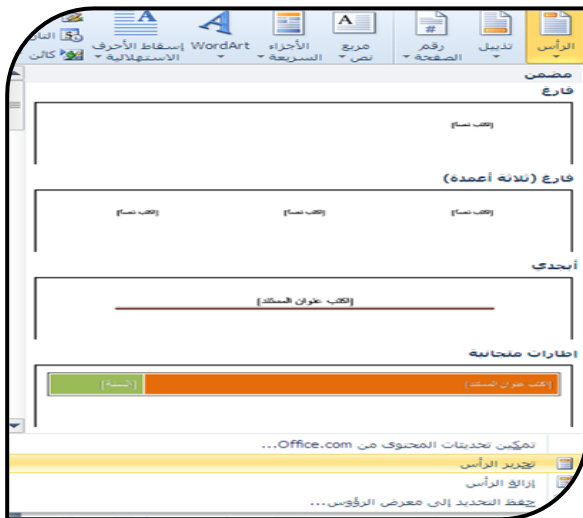 الرأس
تذييل
رقم الصفحة
#
مربع نص
A
الأجزاء السريعة
WordArt
إسقاط الأحرف الاستهلالية
كائن
مضمن
فارغ
[اكتب نصاً]
فارغ (ثلاثة أعمدة)
[اكتب نصاً] [اكتب نصاً] [اكتب نصاً]
أبجدي
[اكتب عنوان المستند]
إطارات متجانبة
[اكتب عنوان المستند] [السنة]
تمكين تحديثات المحتوى من Office.com...
تحرير الرأس
إزالة الرأس
حفظ التحديد إلى معرض الرؤوس...